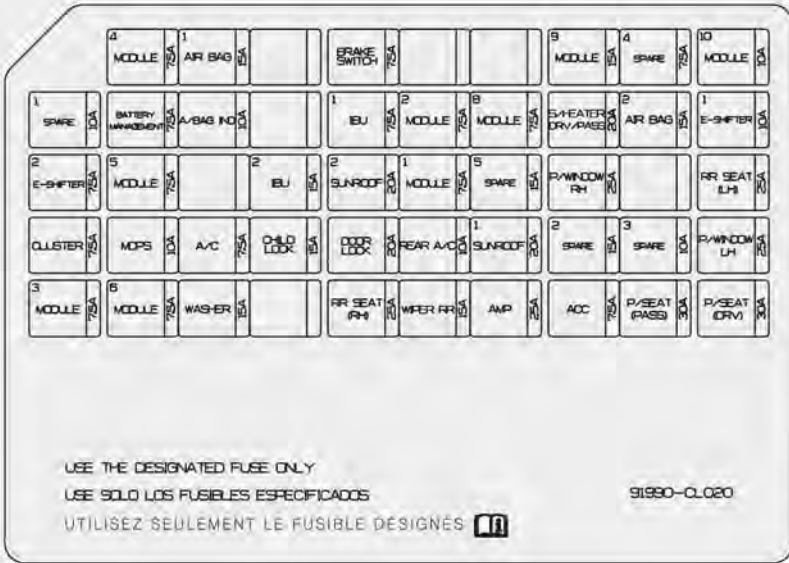 4 MODULE 7.5A 1 AIR BAG 15A BRAKE SWITCH 7.5A 9 MODULE 15A 4 SPARE 7.5A 10 MODULE 10A
1 SPARE 10A BATTERY MANAGEMENT 7.5A A/BAG IND 10A 1 IBU 7.5A 2 MODULE 7.5A 8 MODULE 7.5A S/HEATER DRV/PASS 20A 2 AIR BAG 15A 1 E-SHIFTER 10A
2 E-SHIFTER 7.5A 5 MODULE 7.5A 2 IBU 15A 2 SUNROOF 20A 1 MODULE 7.5A 5 SPARE 15A P/WINDOW RH 25A RR SEAT (LH) 25A
CLUSTER 7.5A MDPS 10A A/C 7.5A CHILD LOCK 15A DOOR LOCK 20A REAR A/C 10A 1 SUNROOF 20A 2 SPARE 15A 3 SPARE 10A P/WINDOW LH 25A
3 MODULE 7.5A 6 MODULE 7.5A WASHER 15A RR SEAT (RH) 25A WIPER RR 15A AMP 25A ACC 7.5A P/SEAT (PASS) 30A P/SEAT (DRV) 30A
USE THE DESIGNATED FUSE ONLY
USE SOLO LOS FUSIBLES ESPECIFICADOS 91990-CL020
UTILISEZ SEULEMENT LE FUSIBLE DÉSIGNÉS